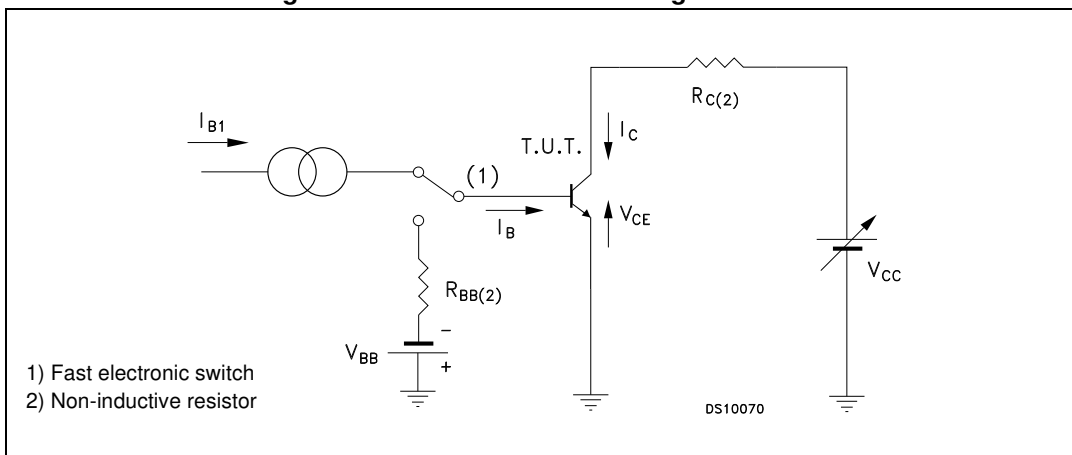 I_B1
R_C(2)
T.U.T.
I_C
(1)
I_B
V_CE
V_CC
R_BB(2)
V_BB
−
+
1) Fast electronic switch
2) Non-inductive resistor
DS10070